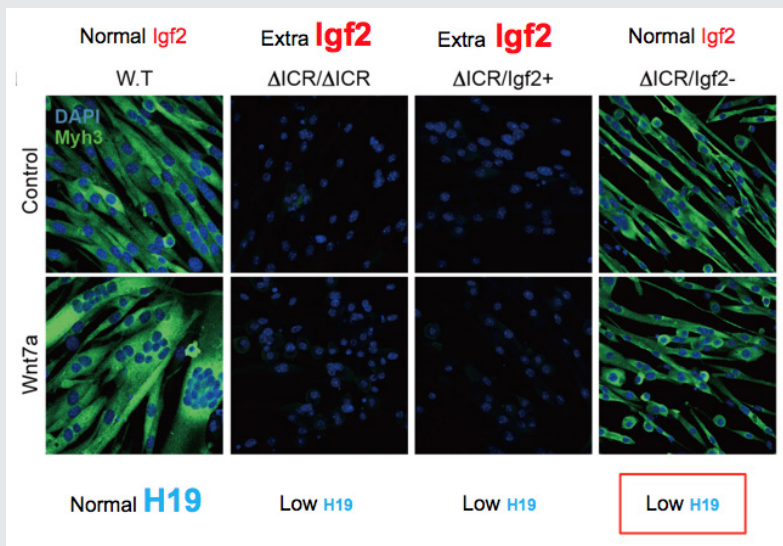 Normal Igf2 Extra Igf2 Extra Igf2 Normal Igf2
W.T ΔICR/ΔICR ΔICR/Igf2+ ΔICR/Igf2-
DAPI
Myh3
Control
Wnt7a
Normal H19 Low H19 Low H19 Low H19